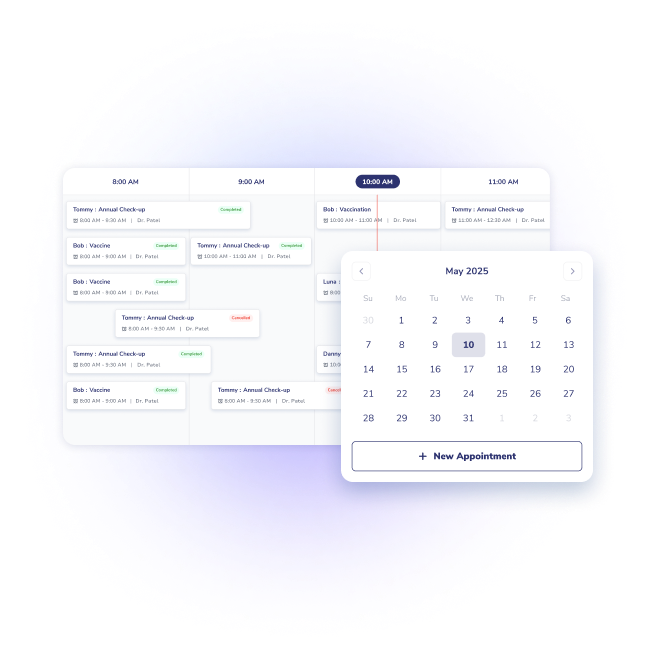 8:00 AM 9:00 AM 10:00 AM 11:00 AM
Tommy : Annual Check-up Completed
8:00 AM - 8:30 AM | Dr. Patel
Bob : Vaccination
10:00 AM - 11:00 AM | Dr. Patel
Tommy : Annual Check-up
11:00 AM - 12:30 AM | Dr. Patel
Bob : Vaccine Completed
8:00 AM - 9:00 AM | Dr. Patel
Tommy : Annual Check-up Completed
10:00 AM - 11:00 AM | Dr. Patel
Bob : Vaccine Completed
8:00 AM - 9:00 AM | Dr. Patel
Luna :
Tommy : Annual Check-up Canceled
8:00 AM - 9:30 AM | Dr. Patel
Tommy : Annual Check-up Completed
8:00 AM - 9:30 AM | Dr. Patel
Danny
Bob : Vaccine Completed
8:00 AM - 9:00 AM | Dr. Patel
Tommy : Annual Check-up
8:00 AM - 9:30 AM | Dr. Patel
May 2025
Su Mo Tu We Th Fr Sa
30 1 2 3 4 5 6
7 8 9 10 11 12 13
14 15 16 17 18 19 20
21 22 23 24 25 26 27
28 29 30 31 1 2 3
+ New Appointment